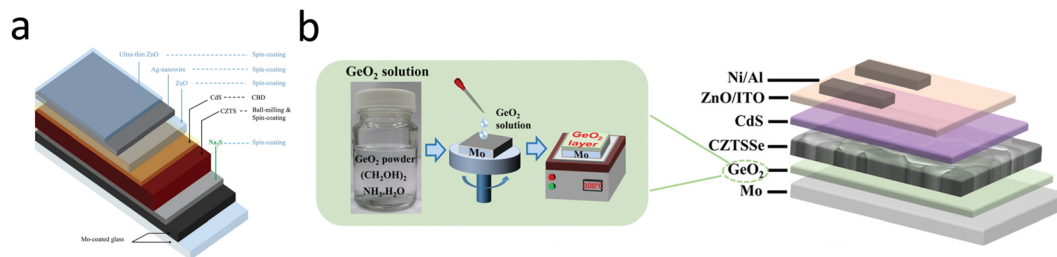 a
Ultra-thin ZnO Spin-coating
Ag-nanowire Spin-coating
ZnO Spin-coating
CdS CBD
CZTS Ball-milling &
Spin-coating
Na₂S Spin-coating
Mo-coated glass
b
GeO₂ solution
GeO₂ powder
(CH₂OH)₂
NH₃.H₂O
GeO₂
solution
Mo
GeO₂
layer
Mo
300℃
Ni/Al
ZnO/ITO
CdS
CZTSSe
GeO₂
Mo